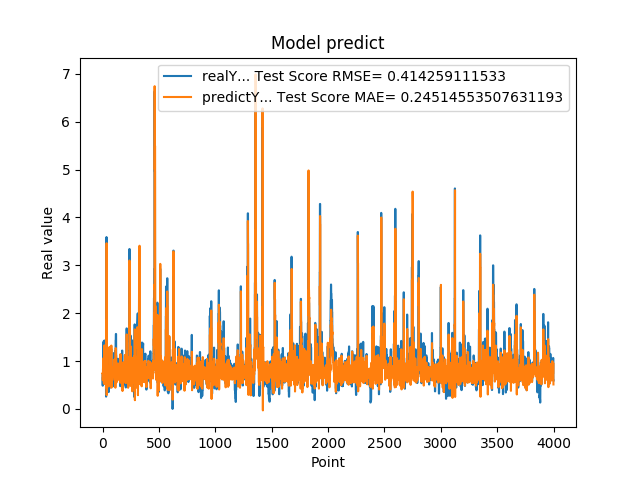 Model predict
realY... Test Score RMSE= 0.414259111533
predictY... Test Score MAE= 0.24514553507631193
7
6
5
4
3
2
1
0
Real value
0 500 1000 1500 2000 2500 3000 3500 4000
Point